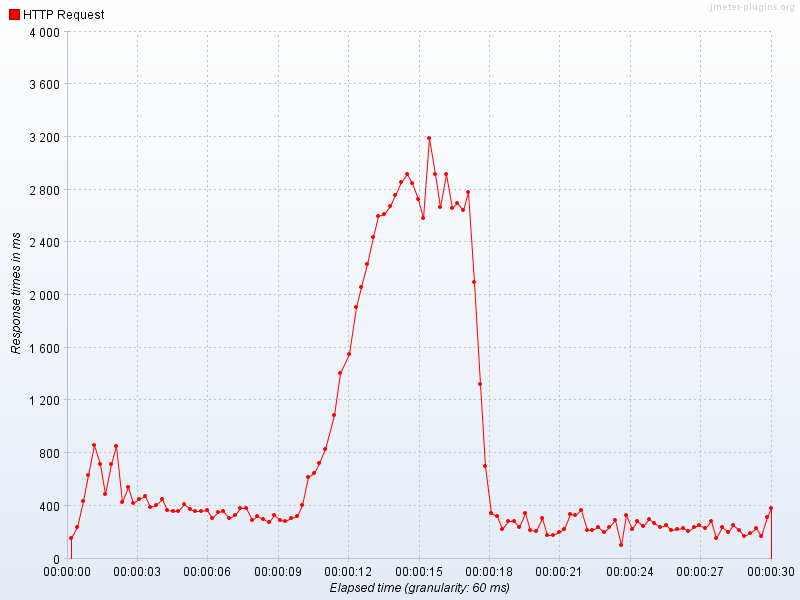 jmeter-plugins.org
HTTP Request
4 000
3 600
3 200
2 800
2 400
2 000
1 600
1 200
800
400
0
Response times in ms
00:00:00 00:00:03 00:00:06 00:00:09 00:00:12 00:00:15 00:00:18 00:00:21 00:00:24 00:00:27 00:00:30
Elapsed time (granularity: 60 ms)